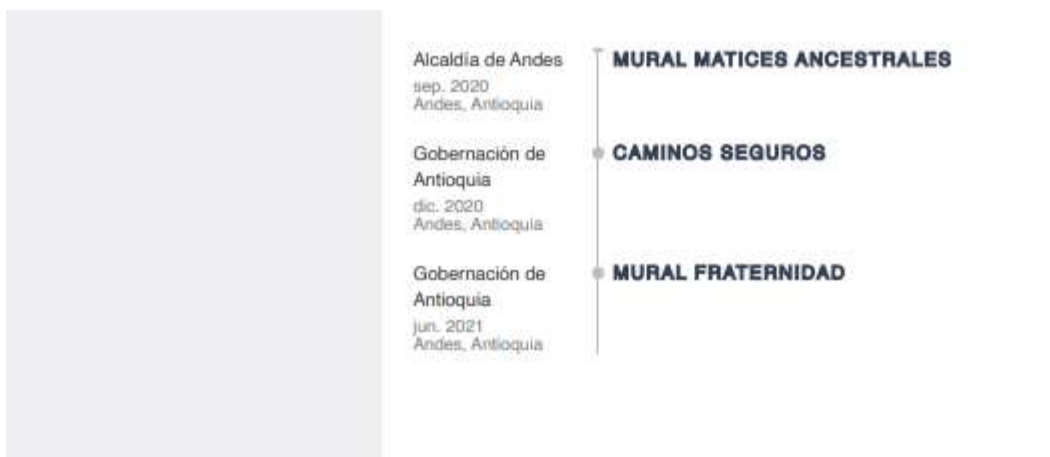 Alcaldía de Andes
sep. 2020
Andes, Antioquia
MURAL MATICES ANCESTRALES
Gobernación de
Antioquia
dic. 2020
Andes, Antioquia
CAMINOS SEGUROS
Gobernación de
Antioquia
jun. 2021
Andes, Antioquia
MURAL FRATERNIDAD